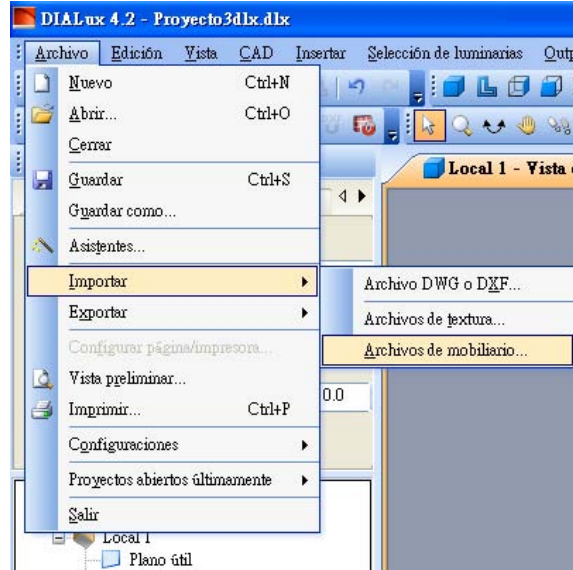 DIALux 4.2 - Proyecto3dlx.dlx
Archivo Edición Vista CAD Insertar Selección de luminarias
Nuevo Ctrl+N
Abrir... Ctrl+O
Cerrar
Guardar Ctrl+S
Guardar como...
Local 1 - Vista
Asistentes...
Importar
Archivo DWG o DXF...
Exportar
Archivos de textura...
Configurar página/impresora...
Archivos de mobiliario...
Vista preliminar...
0.0
Imprimir... Ctrl+P
Configuraciones
Proyectos abiertos últimamente
Salir
Local 1
Plano útil